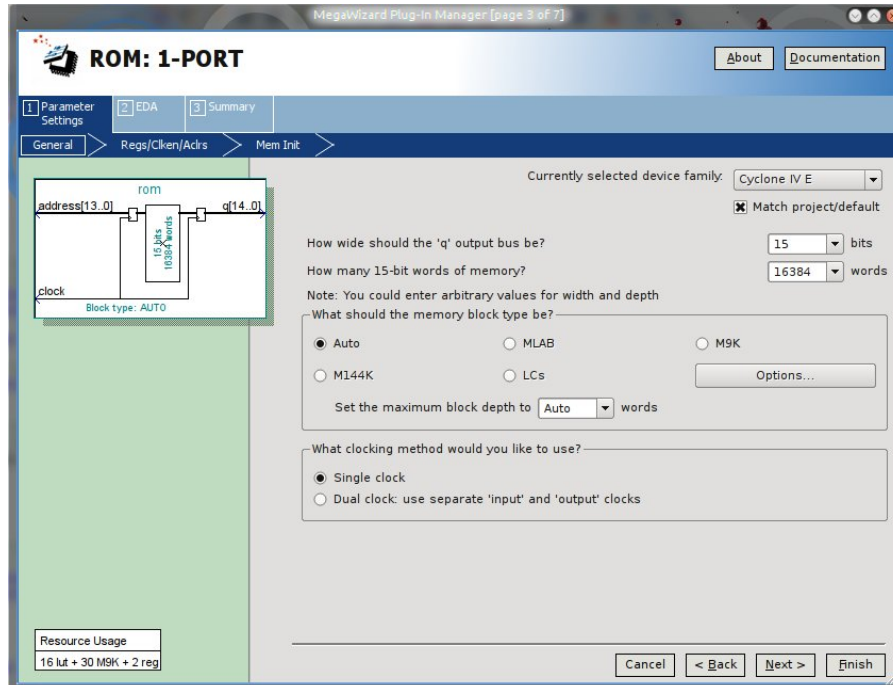 MegaWizard Plug-In Manager [page 3 of 7]
ROM: 1-PORT
About
Documentation
1 Parameter Settings
2 EDA
3 Summary
General
Regs/Clken/Aclrs
Mem Init
rom
address[13..0]
q[14..0]
15 bits
16384 words
clock
Block type: AUTO
Currently selected device family:
Cyclone IV E
Match project/default
How wide should the 'q' output bus be?
15
bits
How many 15-bit words of memory?
16384
words
Note: You could enter arbitrary values for width and depth
What should the memory block type be?
Auto
MLAB
M9K
M144K
LCs
Options...
Set the maximum block depth to
Auto
words
What clocking method would you like to use?
Single clock
Dual clock: use separate 'input' and 'output' clocks
Resource Usage
16 lut + 30 M9K + 2 reg
Cancel
< Back
Next >
Finish